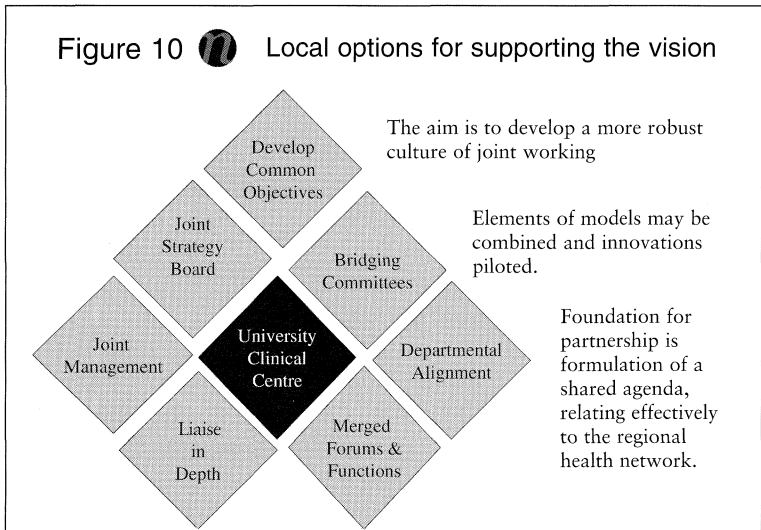 Figure 10 n Local options for supporting the vision
Develop
Common
Objectives
The aim is to develop a more robust
culture of joint working
Joint
Strategy
Board
Bridging
Committees
Elements of models may be
combined and innovations
piloted.
Joint
Management
University
Clinical
Centre
Departmental
Alignment
Foundation for
partnership is
formulation of a
shared agenda,
relating effectively
to the regional
health network.
Liaise
in
Depth
Merged
Forums &
Functions